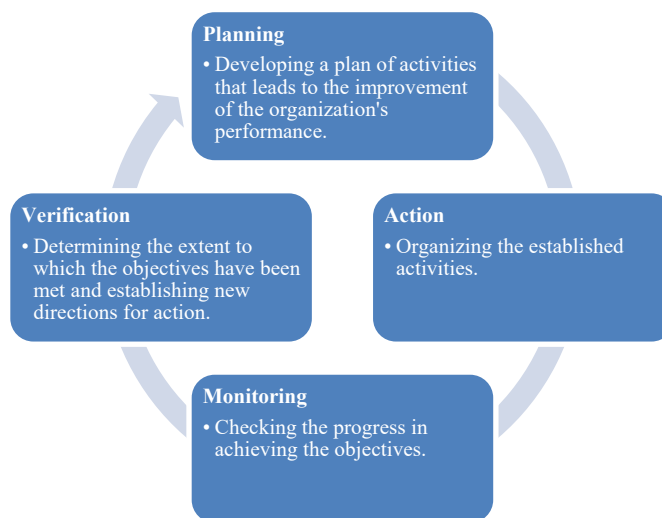 Planning
• Developing a plan of activities
that leads to the improvement
of the organization's
performance.
Action
• Organizing the established
activities.
Monitoring
• Checking the progress in
achieving the objectives.
Verification
• Determining the extent to
which the objectives have been
met and establishing new
directions for action.